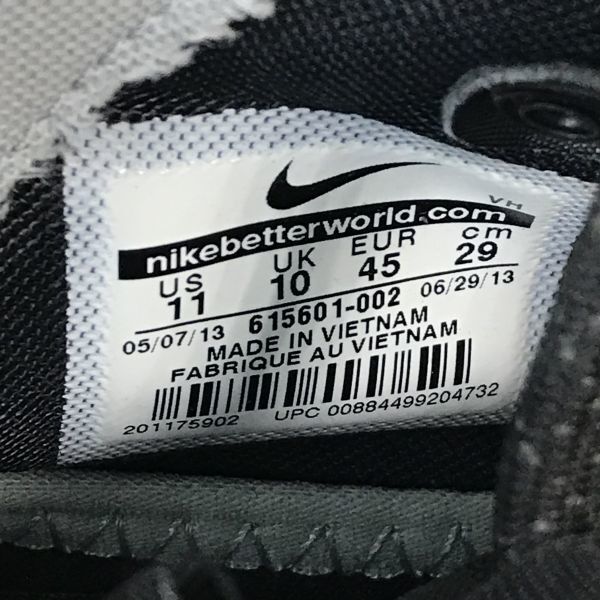 VH
nikebetterworld.com
US UK EUR cm
11 10 45 29
05/07/13 615601-002 06/29/13
MADE IN VIETNAM
FABRIQUE AU VIETNAM
201175902 UPC 00884499204732